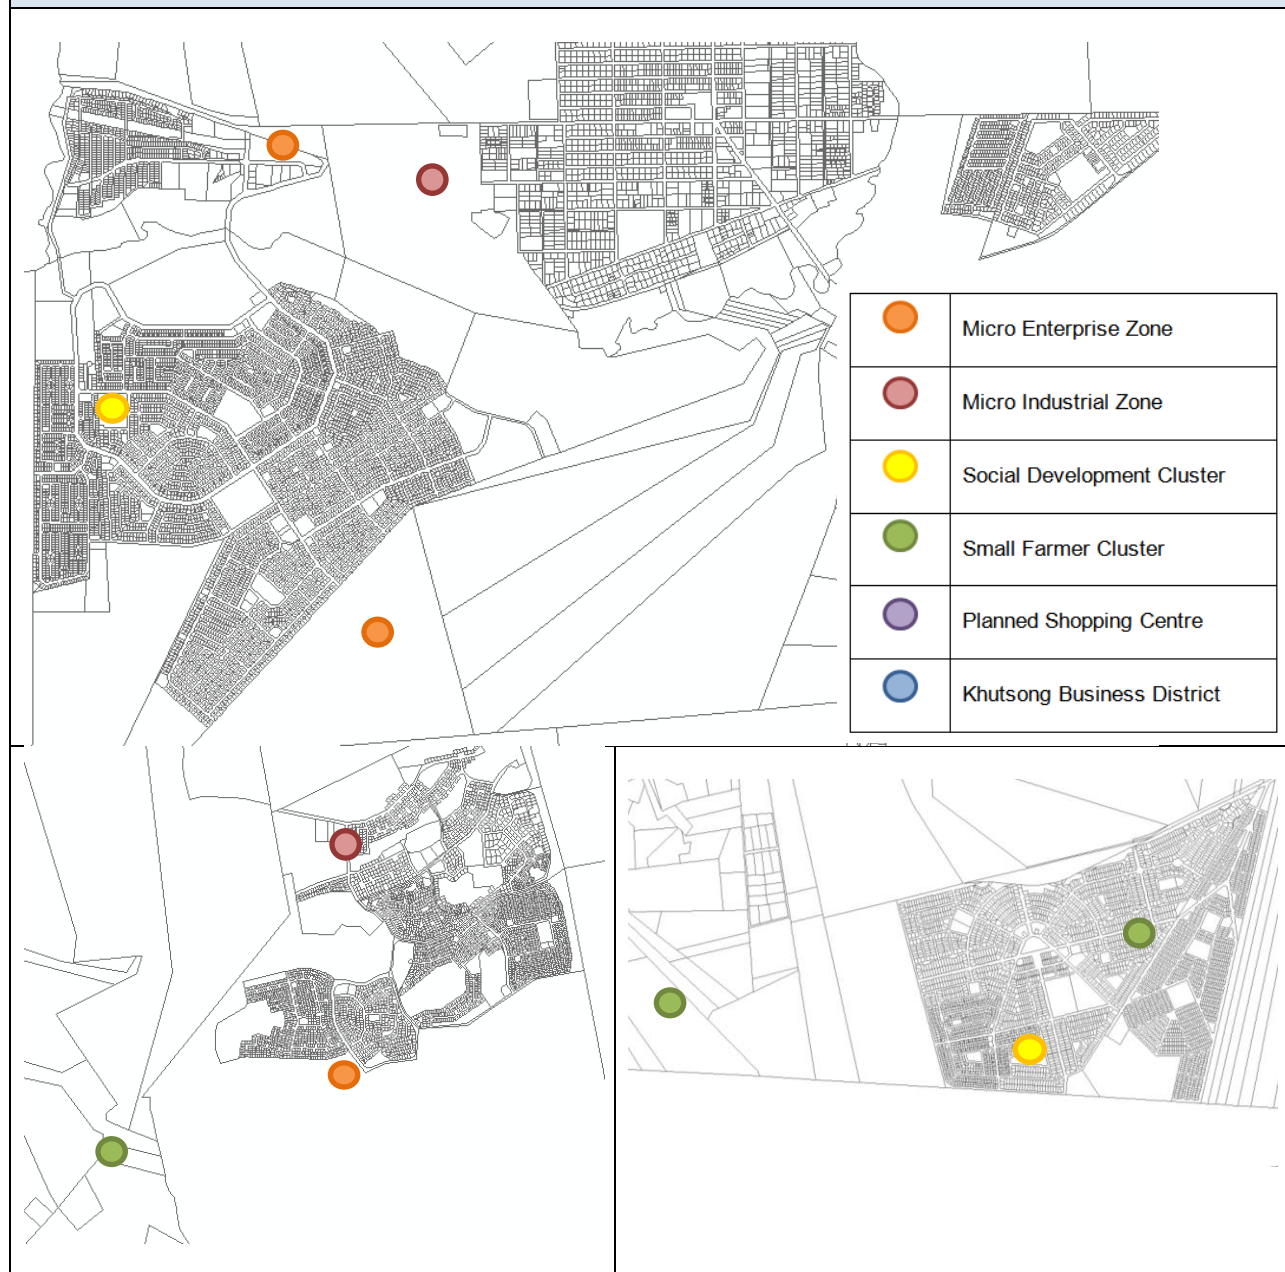 Micro Enterprise Zone
Micro Industrial Zone
Social Development Cluster
Small Farmer Cluster
Planned Shopping Centre
Khutsong Business District